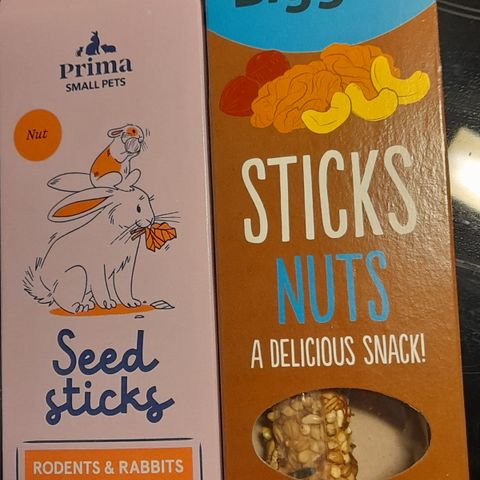 Prima
SMALL PETS
Nut
Seed
sticks
RODENTS & RABBITS
STICKS
NUTS
A DELICIOUS SNACK!